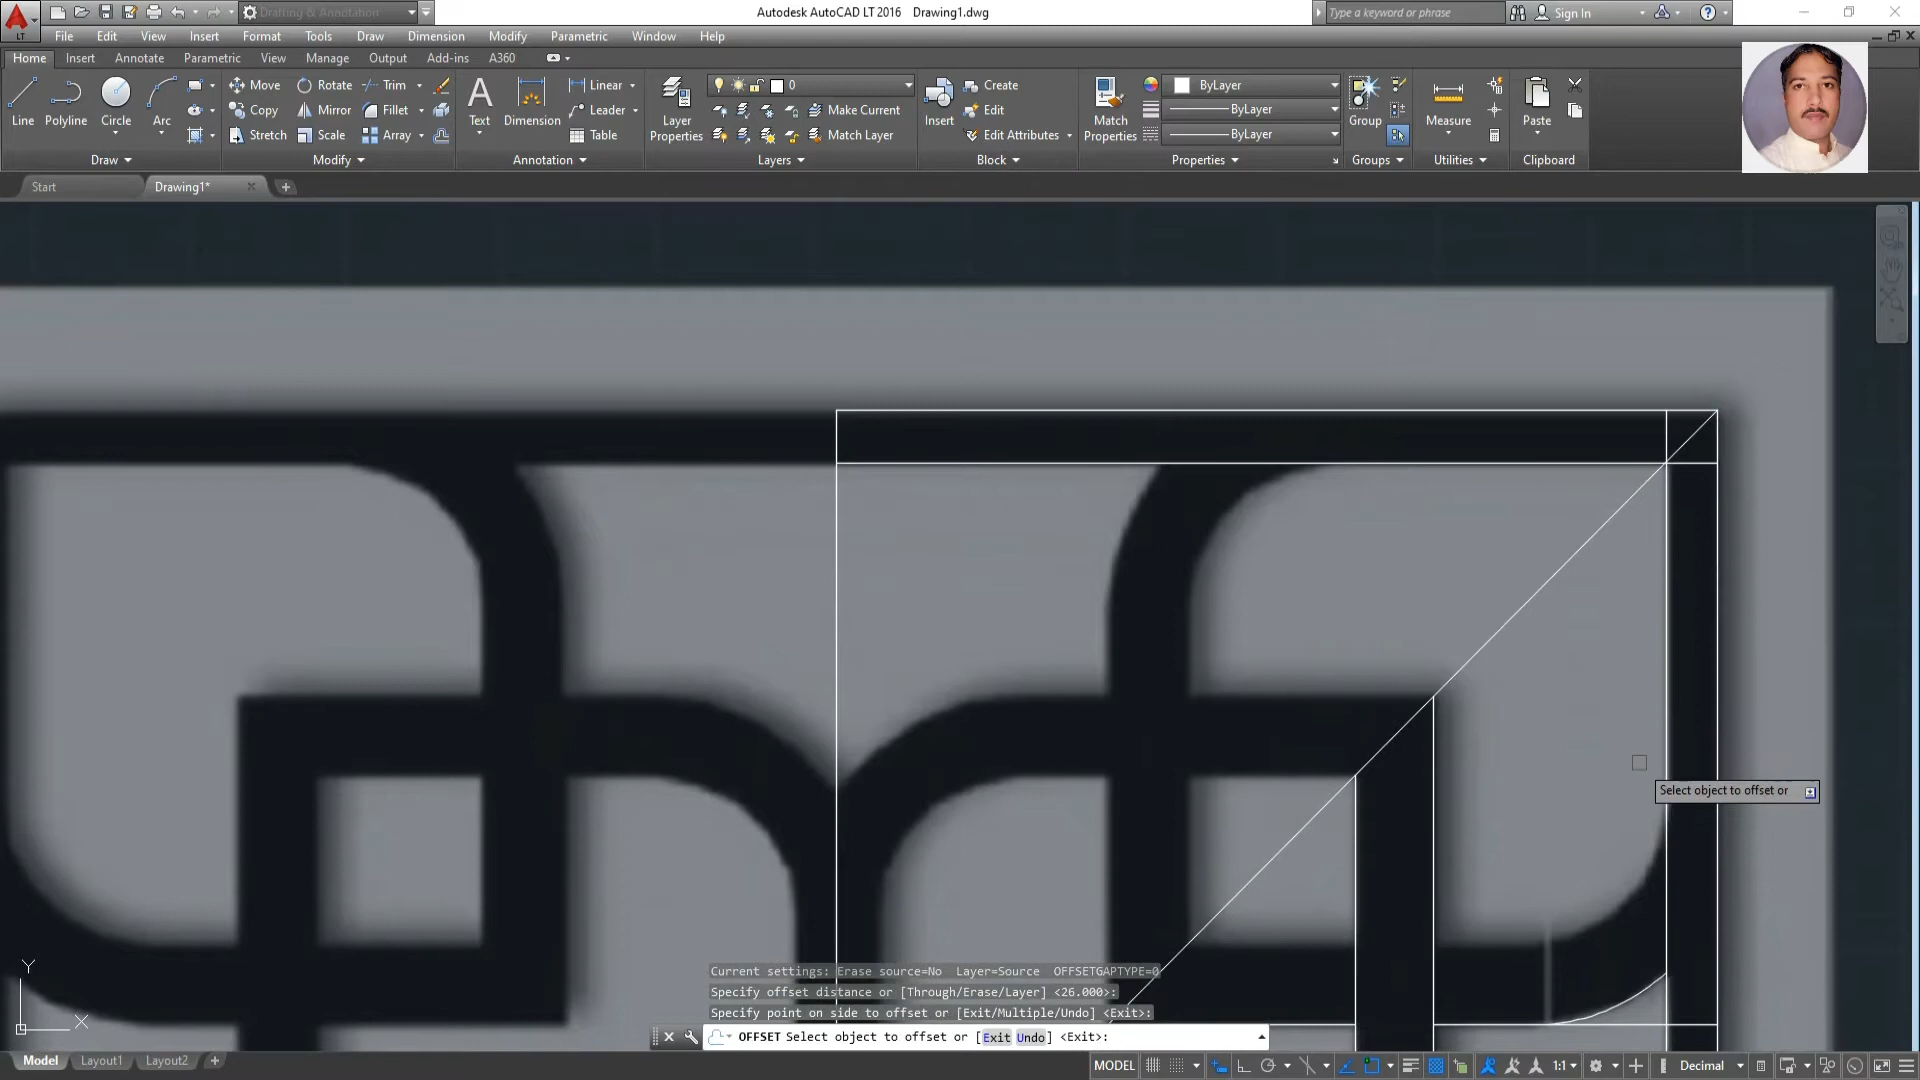 Drafting & Annotation
Autodesk AutoCAD LT 2016 Drawing1.dwg
Type a keyword or phrase
Sign In
LT
File Edit View Insert Format Tools Draw Dimension Modify Parametric Window Help
Home Insert Annotate Parametric View Manage Output Add-ins A360
Line Polyline Circle Arc
Move Rotate Trim
Copy Mirror Fillet
Stretch Scale Array
Text Dimension
Linear
Leader
Table
Layer Properties
0
Make Current
Match Layer
Insert
Create
Edit
Edit Attributes
Match Properties
ByLayer
ByLayer
ByLayer
Group
Measure
Paste
Draw Modify Annotation Layers Block Properties Groups Utilities Clipboard
Start Drawing1*
Select object to offset or
Y
X
Current settings: Erase source=No Layer=Source OFFSETGAPTYPE=0
Specify offset distance or [Through/Erase/Layer] <26.000>:
Specify point on side to offset or [Exit/Multiple/Undo] <Exit>:
OFFSET Select object to offset or [Exit Undo] <Exit>:
Model Layout1 Layout2
MODEL 1:1 Decimal